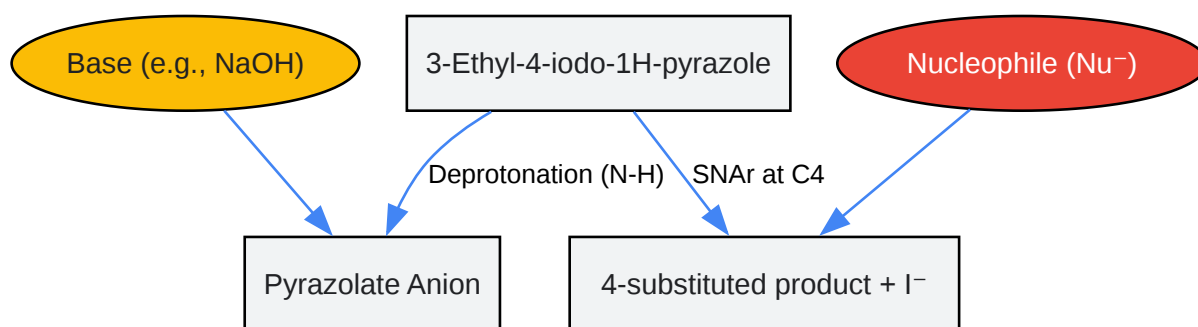 Base (e.g., NaOH)
3-Ethyl-4-iodo-1H-pyrazole
Nucleophile (Nu⁻)
Deprotonation (N-H)
SNAr at C4
Pyrazolate Anion
4-substituted product + I⁻